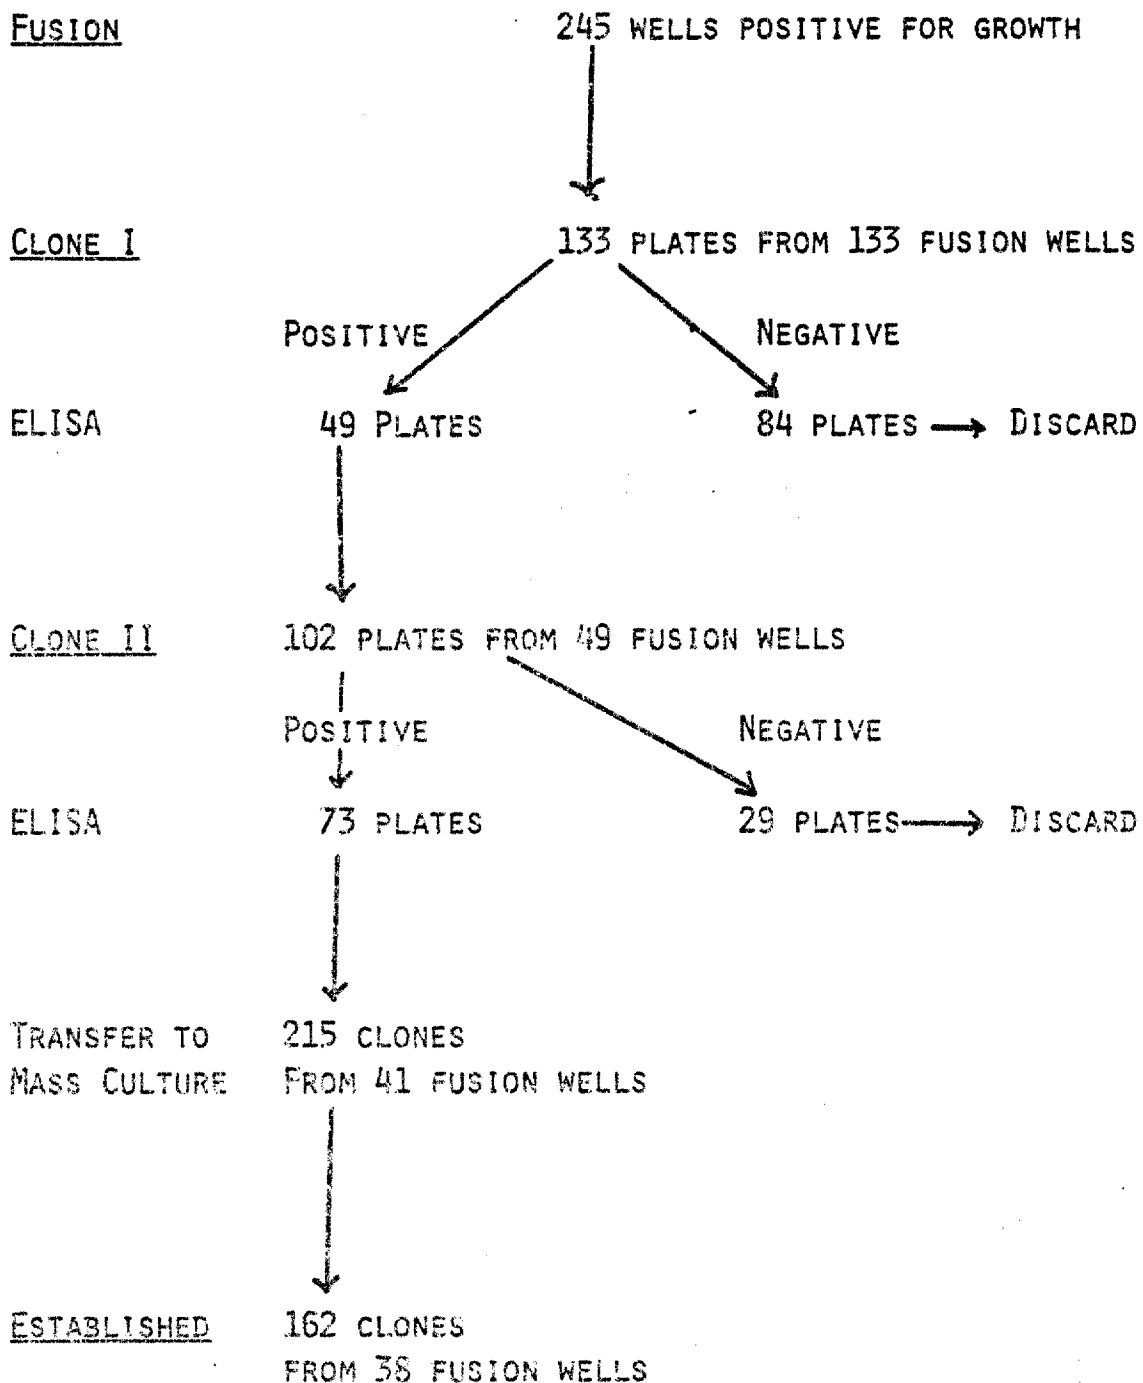 FUSION 245 WELLS POSITIVE FOR GROWTH
CLONE I 133 PLATES FROM 133 FUSION WELLS
POSITIVE NEGATIVE
ELISA 49 PLATES 84 PLATES → DISCARD
CLONE II 102 PLATES FROM 49 FUSION WELLS
POSITIVE NEGATIVE
ELISA 73 PLATES 29 PLATES → DISCARD
TRANSFER TO 215 CLONES
MASS CULTURE FROM 41 FUSION WELLS
ESTABLISHED 162 CLONES
FROM 38 FUSION WELLS